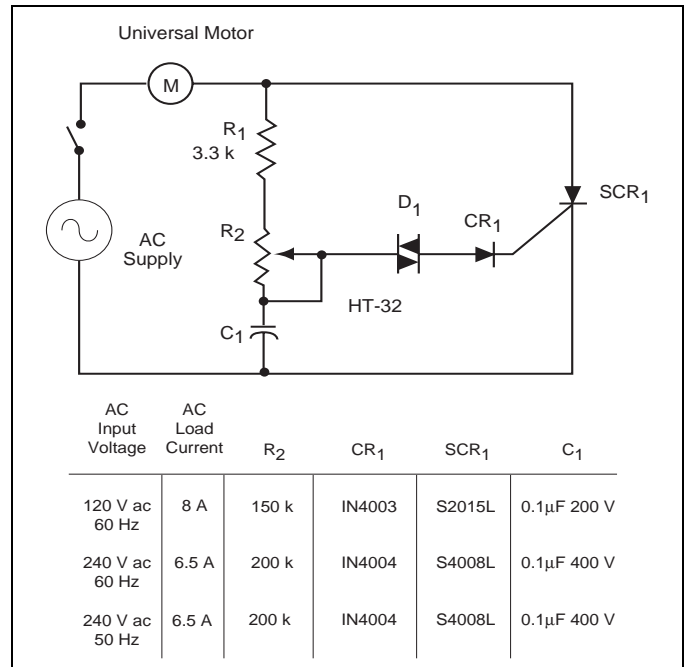 Universal Motor
M
R1
3.3 k
SCR1
D1
CR1
R2
AC
Supply
HT-32
C1
AC Input Voltage AC Load Current R2 CR1 SCR1 C1
120 V ac 60 Hz 8 A 150 k IN4003 S2015L 0.1μF 200 V
240 V ac 60 Hz 6.5 A 200 k IN4004 S4008L 0.1μF 400 V
240 V ac 50 Hz 6.5 A 200 k IN4004 S4008L 0.1μF 400 V